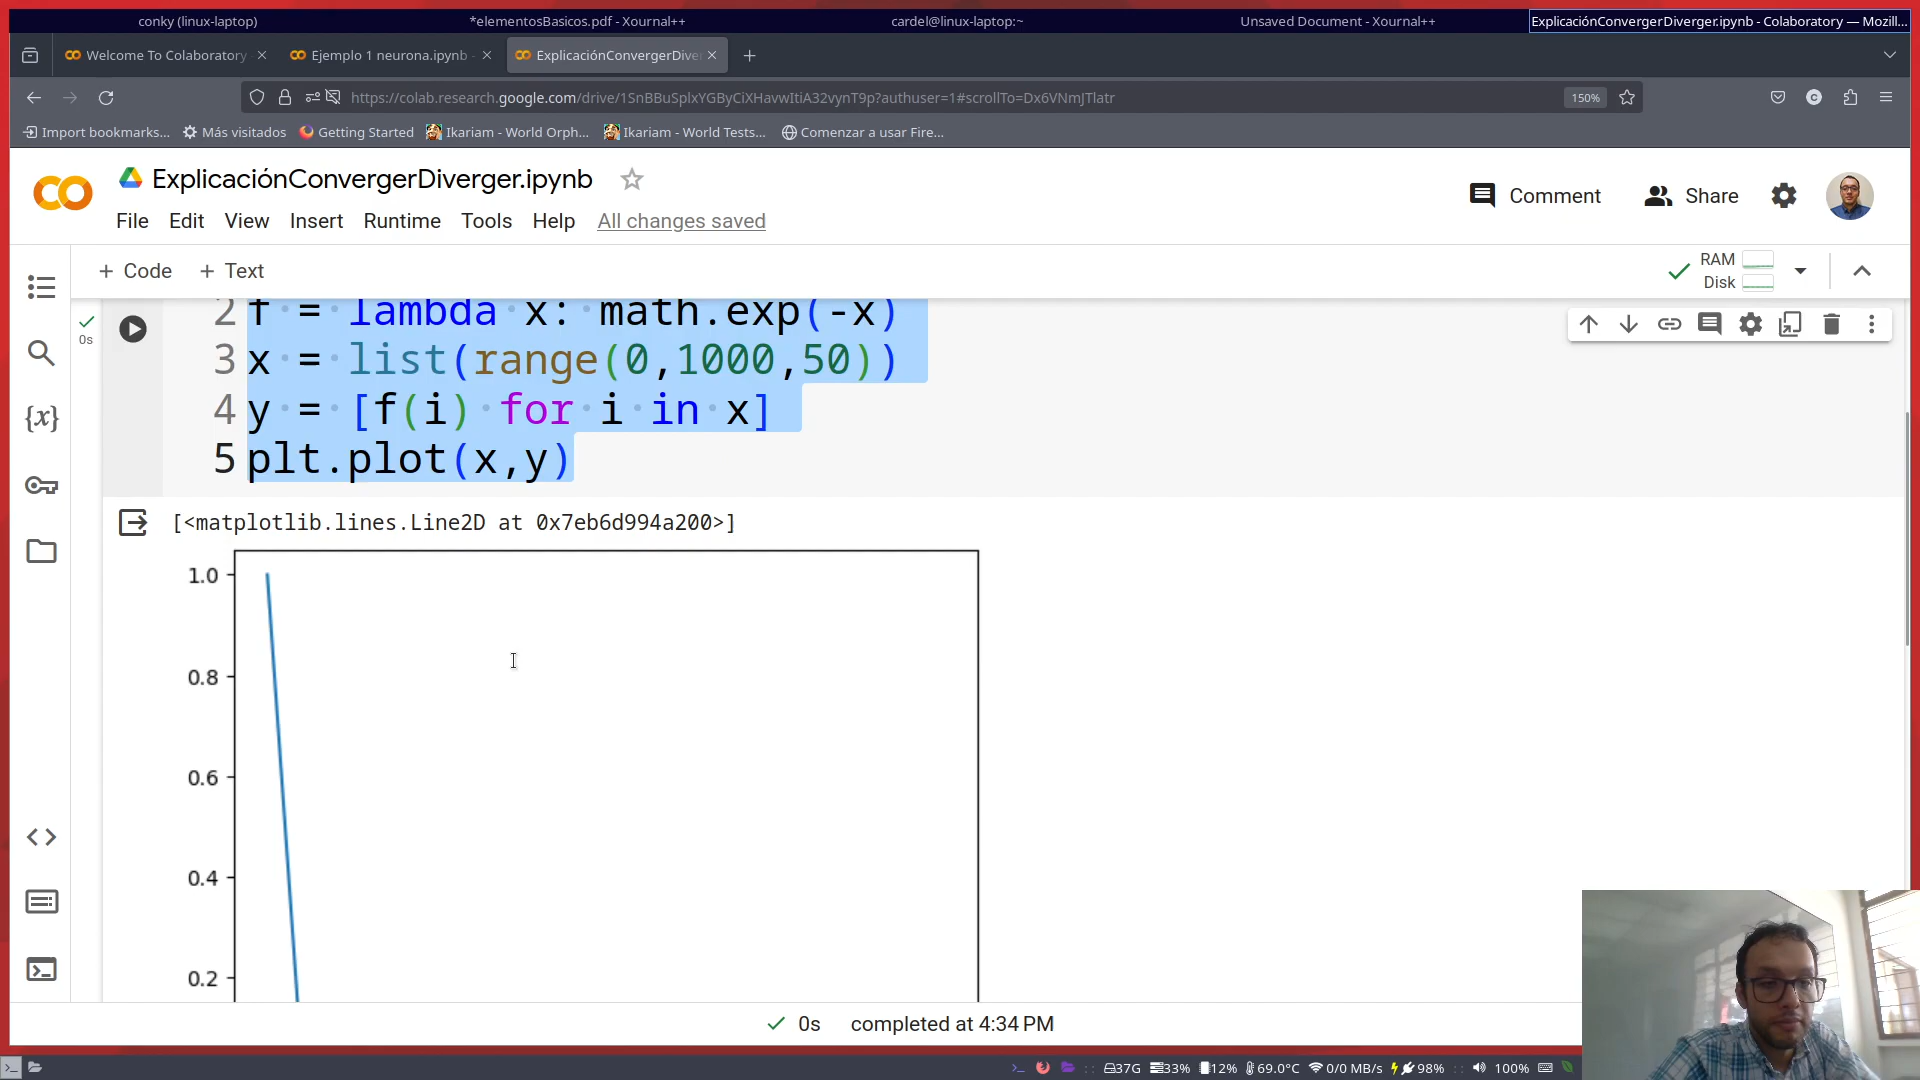 conky (linux-laptop) *elementosBasicos.pdf - Xournal++ cardel@linux-laptop:~ Unsaved Document - Xournal++ ExplicaciónConvergerDiverger.ipynb - Colaboratory — Mozill...
Welcome To Colaboratory Ejemplo 1 neurona.ipynb - ExplicaciónConvergerDive
https://colab.research.google.com/drive/1SnBBuSplxYGByCiXHavwItiA32vynT9p?authuser=1#scrollTo=Dx6VNmJTlatr 150% C
Import bookmarks... Más visitados Getting Started Ikariam - World Orph... Ikariam - World Tests... Comenzar a usar Fire...
ExplicaciónConvergerDiverger.ipynb
Comment Share
File Edit View Insert Runtime Tools Help All changes saved
+ Code + Text
RAM
Disk
2 f = lambda x: math.exp(-x)
0s
3 x = list(range(0,1000,50))
4 y = [f(i) for i in x]
5 plt.plot(x,y)
{x}
[<matplotlib.lines.Line2D at 0x7eb6d994a200>]
1.0
0.8
0.6
0.4
0.2
0s completed at 4:34 PM
37G 33% 12% 69.0°C 0/0 MB/s 98% 100%